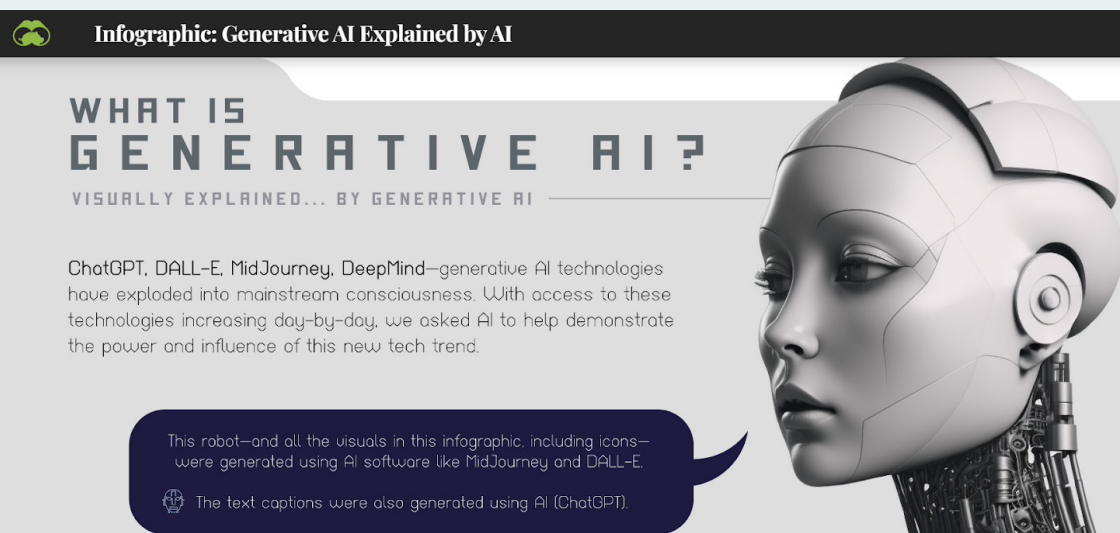 Infographic: Generative AI Explained by AI
WHAT IS
GENERATIVE AI?
VISUALLY EXPLAINED... BY GENERATIVE AI
ChatGPT, DALL-E, MidJourney, DeepMind—generative AI technologies
have exploded into mainstream consciousness. With access to these
technologies increasing day-by-day, we asked AI to help demonstrate
the power and influence of this new tech trend.
This robot—and all the visuals in this infographic, including icons—
were generated using AI software like MidJourney and DALL-E.
The text captions were also generated using AI (ChatGPT).